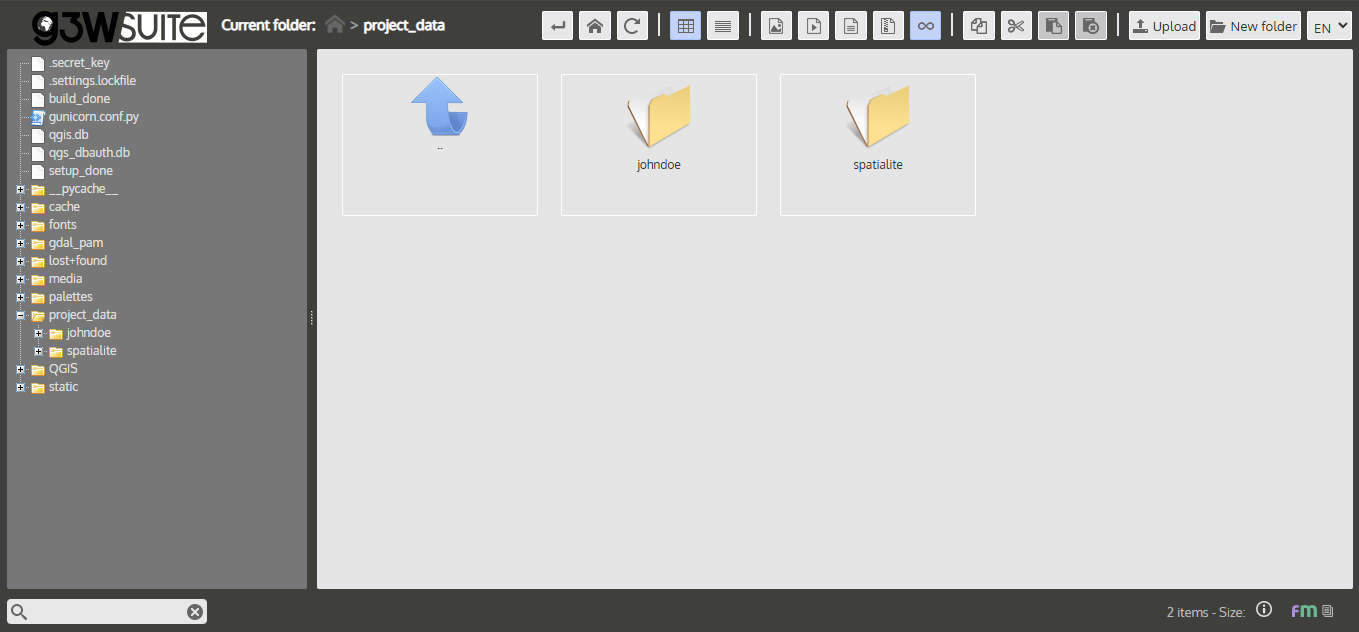 g3WSUITE Current folder: > project_data Upload New folder EN
.secret_key
.settings.lockfile
build_done
gunicorn.conf.py
qgis.db
qgs_dbauth.db
setup_done
__pycache__
cache
fonts
gdal_pam
lost+found
media
palettes
project_data
johndoe
spatialite
QGIS
static
..
johndoe
spatialite
2 items - Size: fm